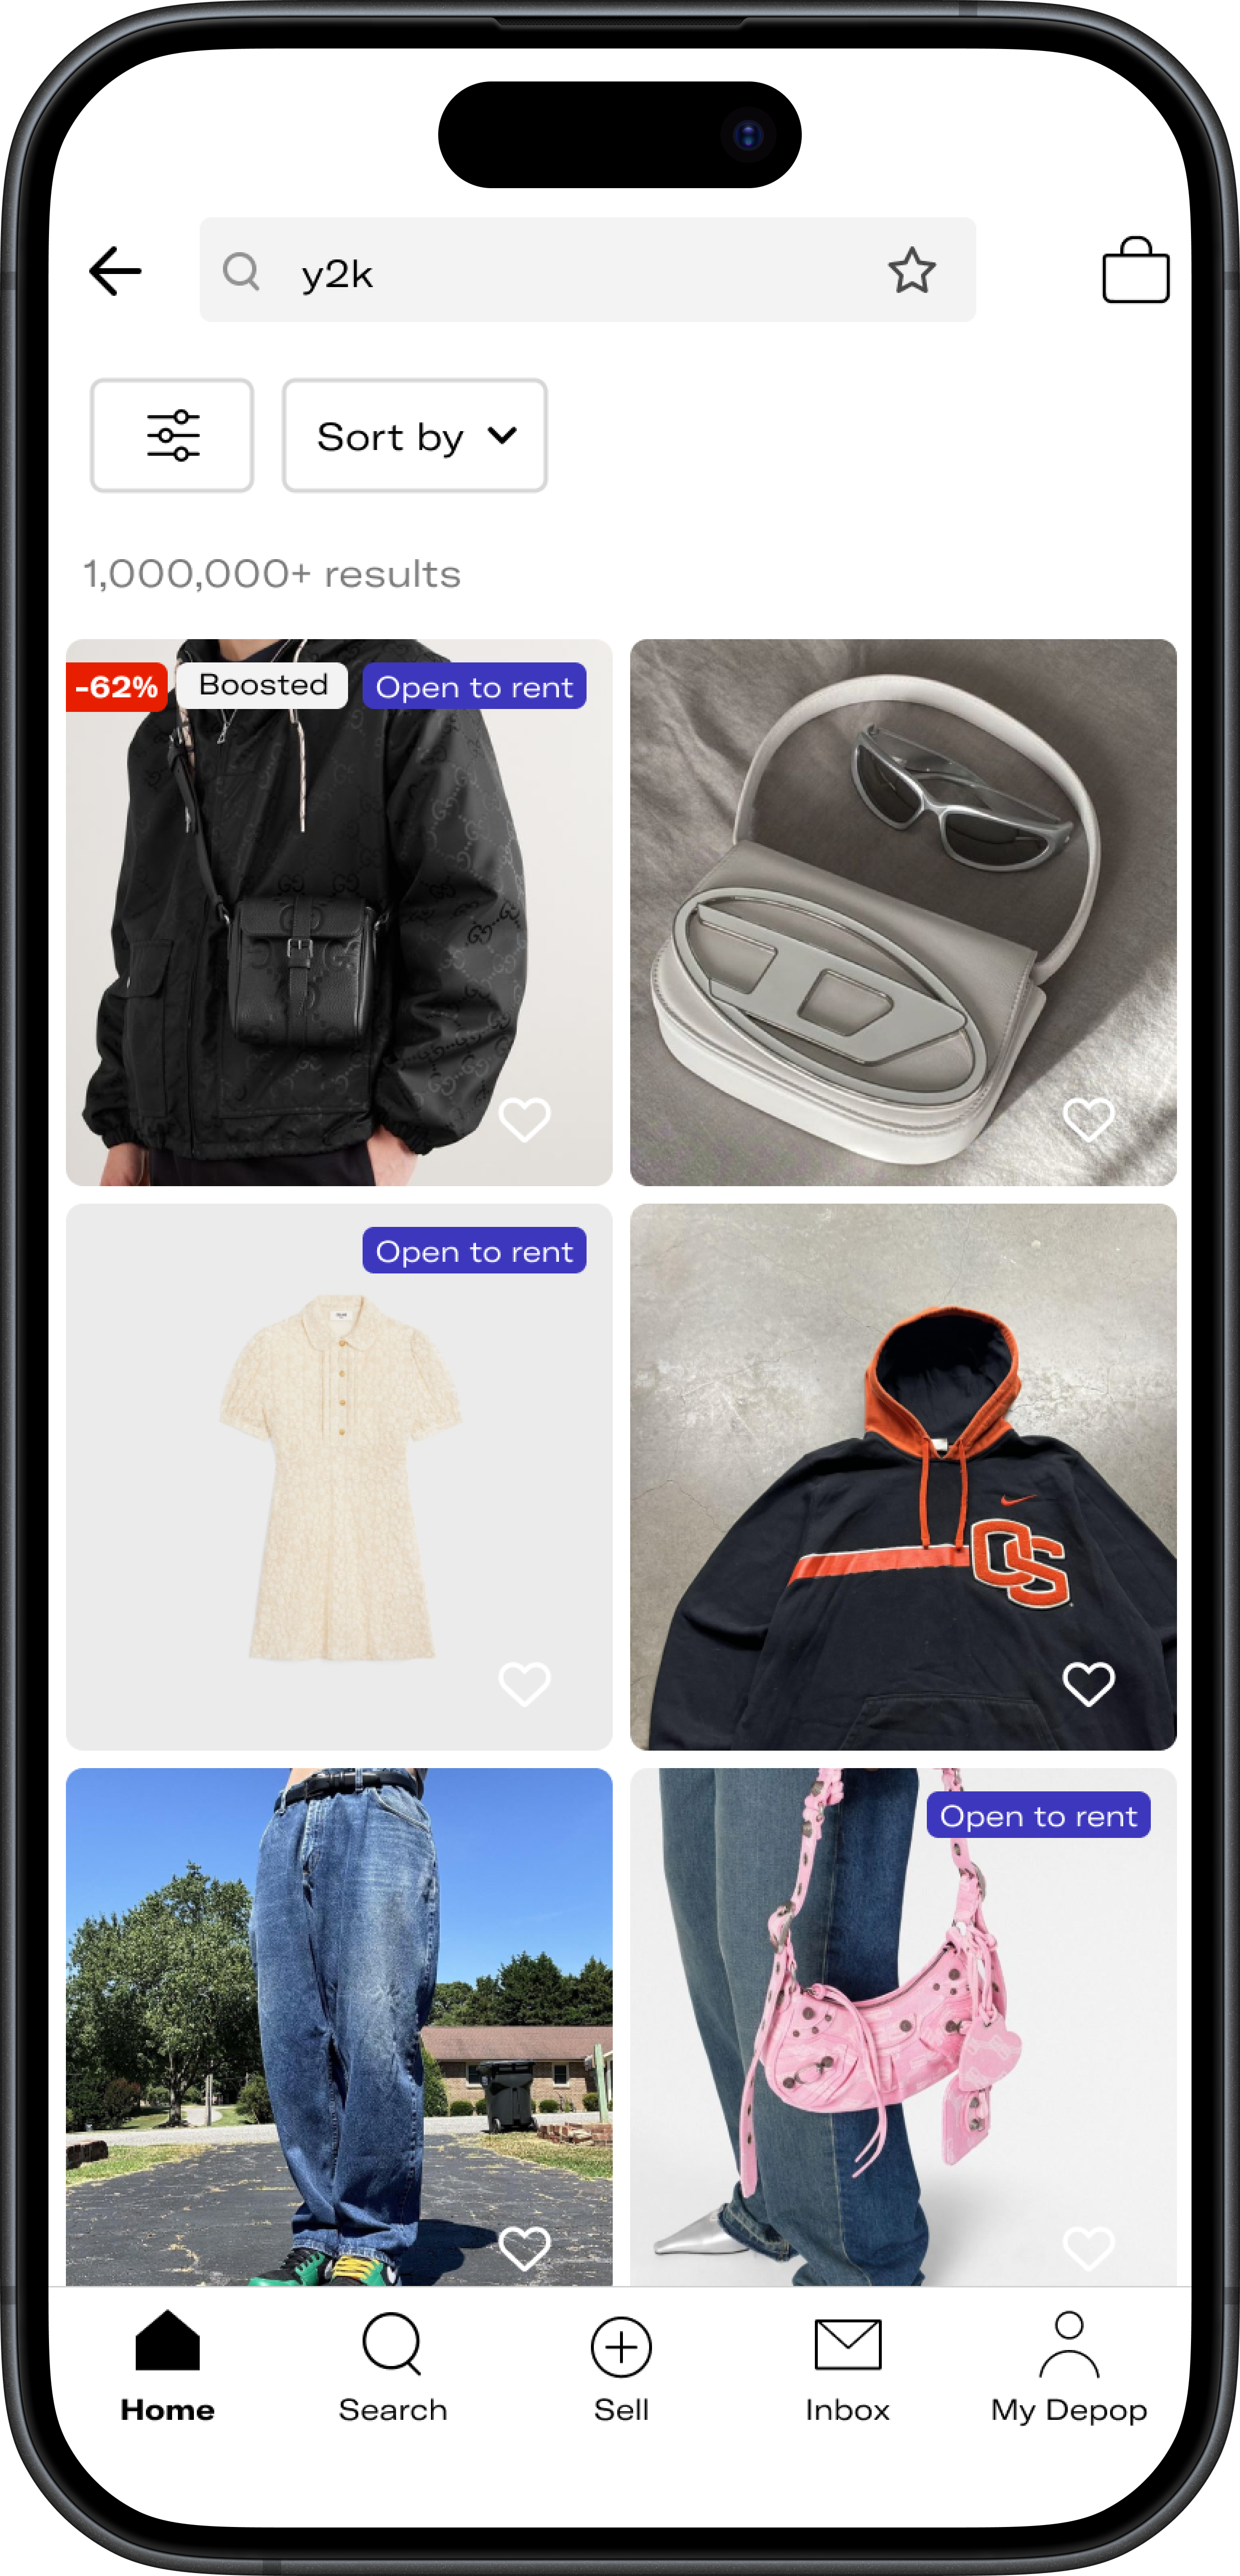 y2k
Sort by
1,000,000+ results
-62% Boosted Open to rent
Open to rent
OS
Open to rent
Home Search Sell Inbox My Depop